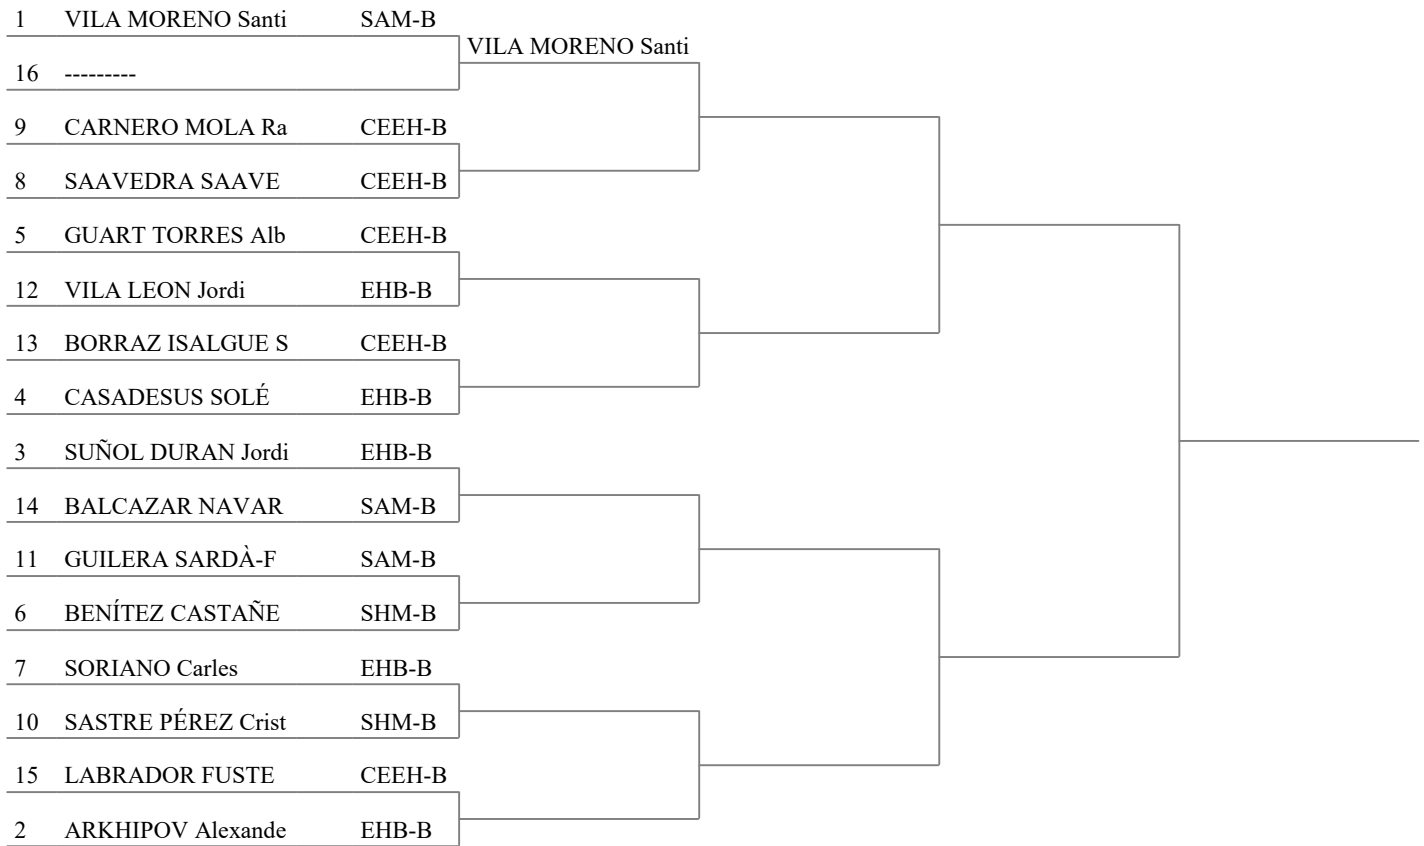 1 VILA MORENO Santi SAM-B
VILA MORENO Santi
16 ---------
9 CARNERO MOLA Ra CEEH-B
8 SAAVEDRA SAAVE CEEH-B
5 GUART TORRES Alb CEEH-B
12 VILA LEON Jordi EHB-B
13 BORRAZ ISALGUE S CEEH-B
4 CASADESUS SOLÉ EHB-B
3 SUÑOL DURAN Jordi EHB-B
14 BALCAZAR NAVAR SAM-B
11 GUILERA SARDÀ-F SAM-B
6 BENÍTEZ CASTAÑE SHM-B
7 SORIANO Carles EHB-B
10 SASTRE PÉREZ Crist SHM-B
15 LABRADOR FUSTE CEEH-B
2 ARKHIPOV Alexande EHB-B